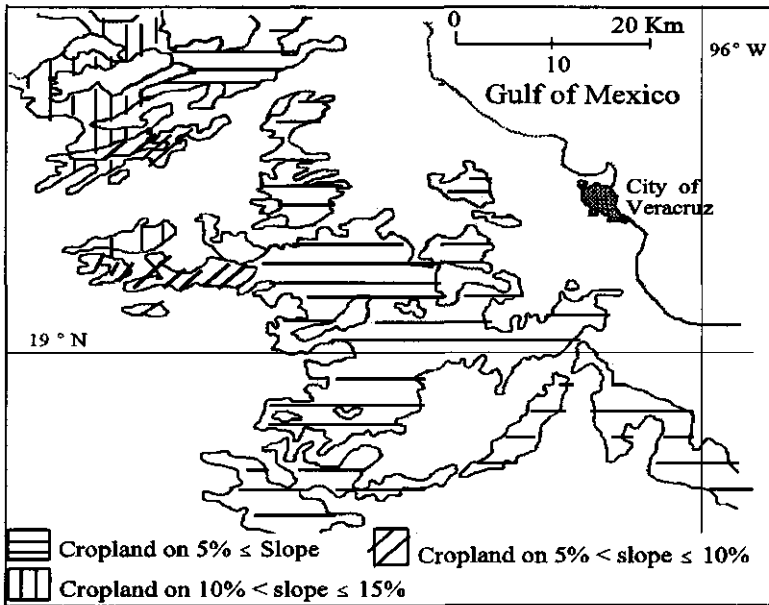 0 20 Km
10
96° W
Gulf of Mexico
City of
Veracruz
19 ° N
Cropland on 5% ≤ Slope
Cropland on 5% < slope ≤ 10%
Cropland on 10% < slope ≤ 15%